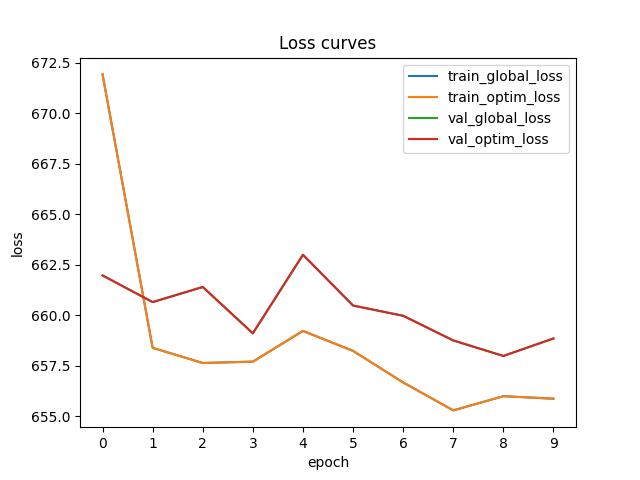 Loss curves
672.5
670.0
667.5
665.0
662.5
660.0
657.5
655.0
loss
train_global_loss
train_optim_loss
val_global_loss
val_optim_loss
0 1 2 3 4 5 6 7 8 9
epoch